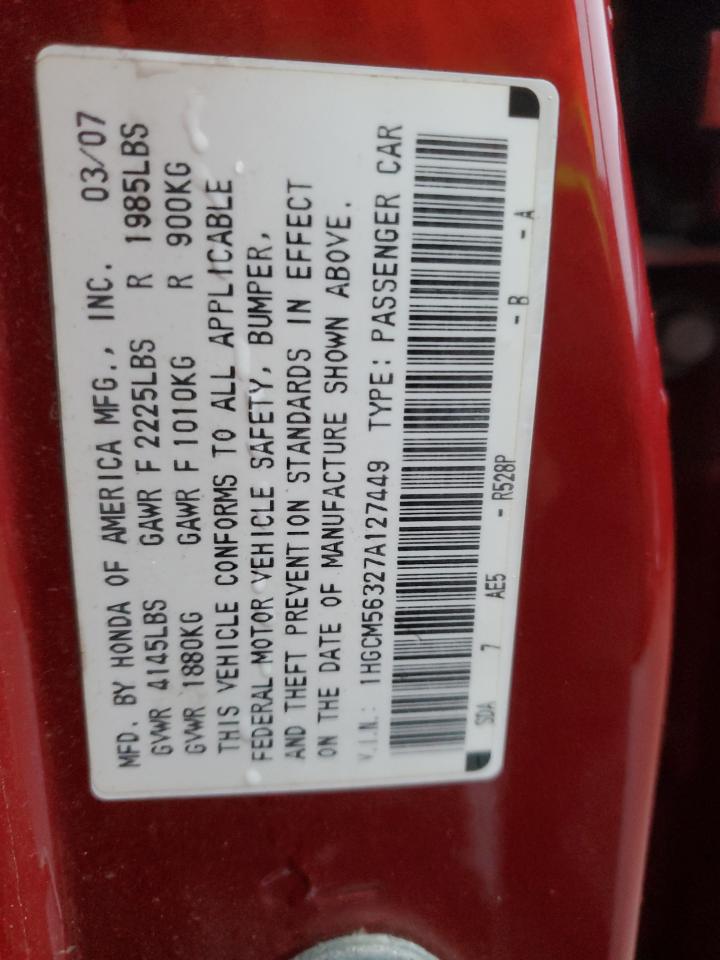 MFD. BY HONDA OF AMERICA MFG., INC. 03/07
GVWR 4145LBS GAWR F 2225LBS R 1985LBS
GVWR 1880KG GAWR F 1010KG R 900KG
THIS VEHICLE CONFORMS TO ALL APPLICABLE
FEDERAL MOTOR VEHICLE SAFETY, BUMPER,
AND THEFT PREVENTION STANDARDS IN EFFECT
ON THE DATE OF MANUFACTURE SHOWN ABOVE.
V.I.N.: 1HGCM56327A127449 TYPE: PASSENGER CAR
SDA 7 AE5 - R528P - B - A